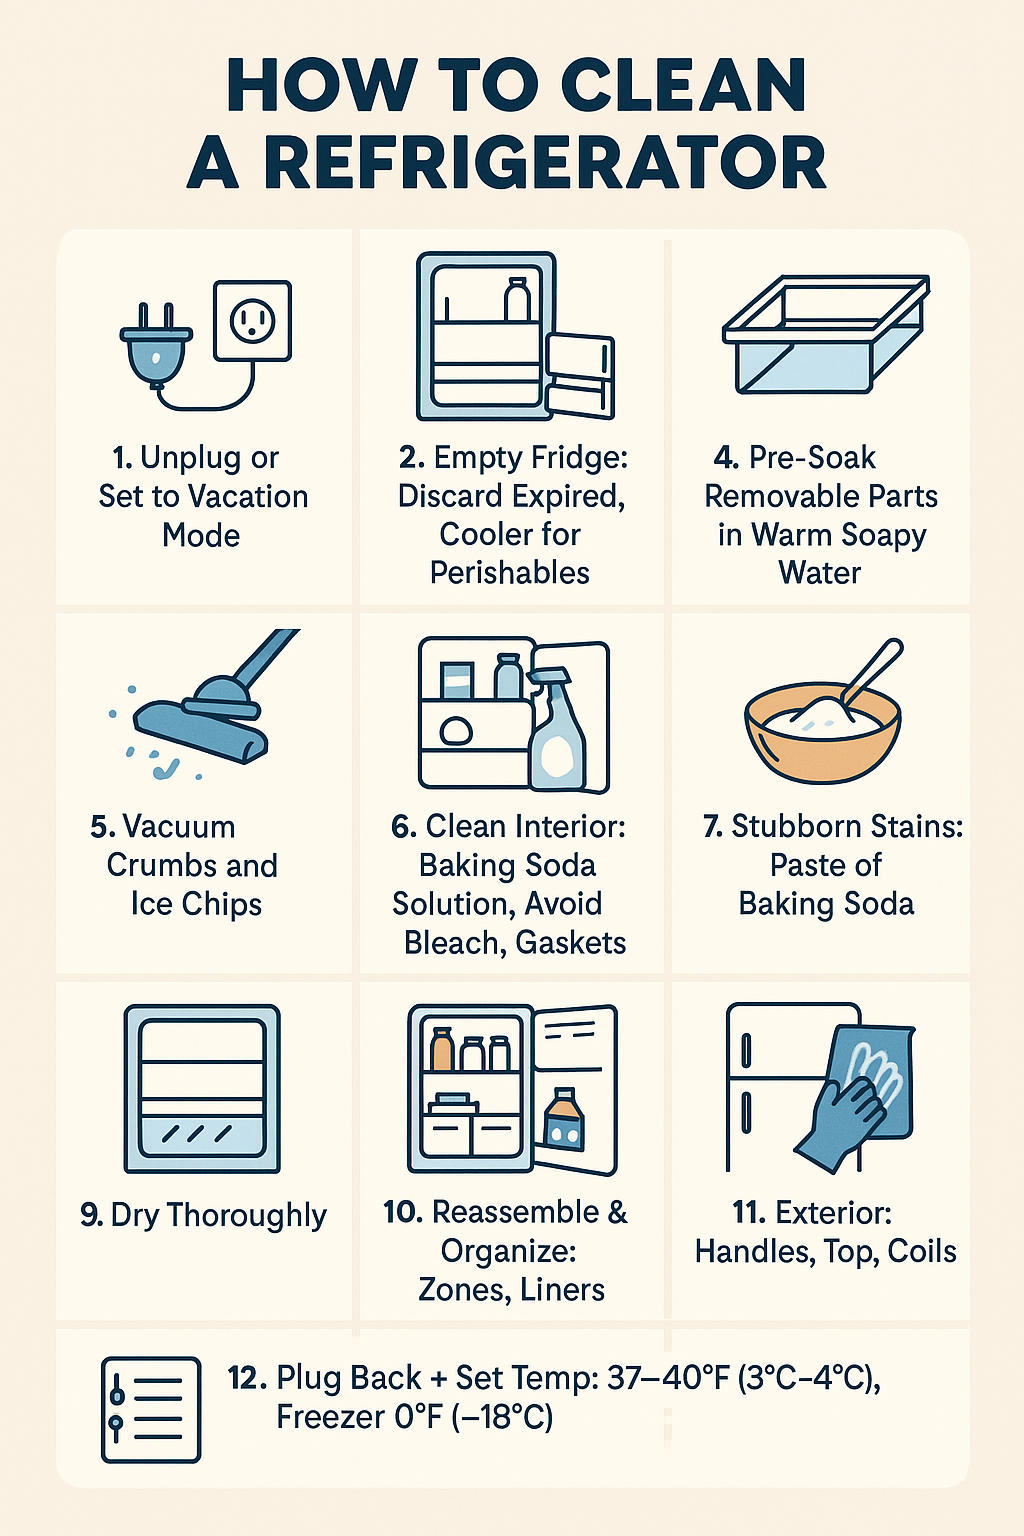 HOW TO CLEAN
A REFRIGERATOR
1. Unplug or
Set to Vacation
Mode
2. Empty Fridge:
Discard Expired,
Cooler for
Perishables
4. Pre-Soak
Removable Parts
in Warm Soapy
Water
5. Vacuum
Crumbs and
Ice Chips
6. Clean Interior:
Baking Soda
Solution, Avoid
Bleach, Gaskets
7. Stubborn Stains:
Paste of
Baking Soda
9. Dry Thoroughly
10. Reassemble &
Organize:
Zones, Liners
11. Exterior:
Handles, Top, Coils
12. Plug Back + Set Temp: 37–40°F (3°C–4°C),
Freezer 0°F (–18°C)